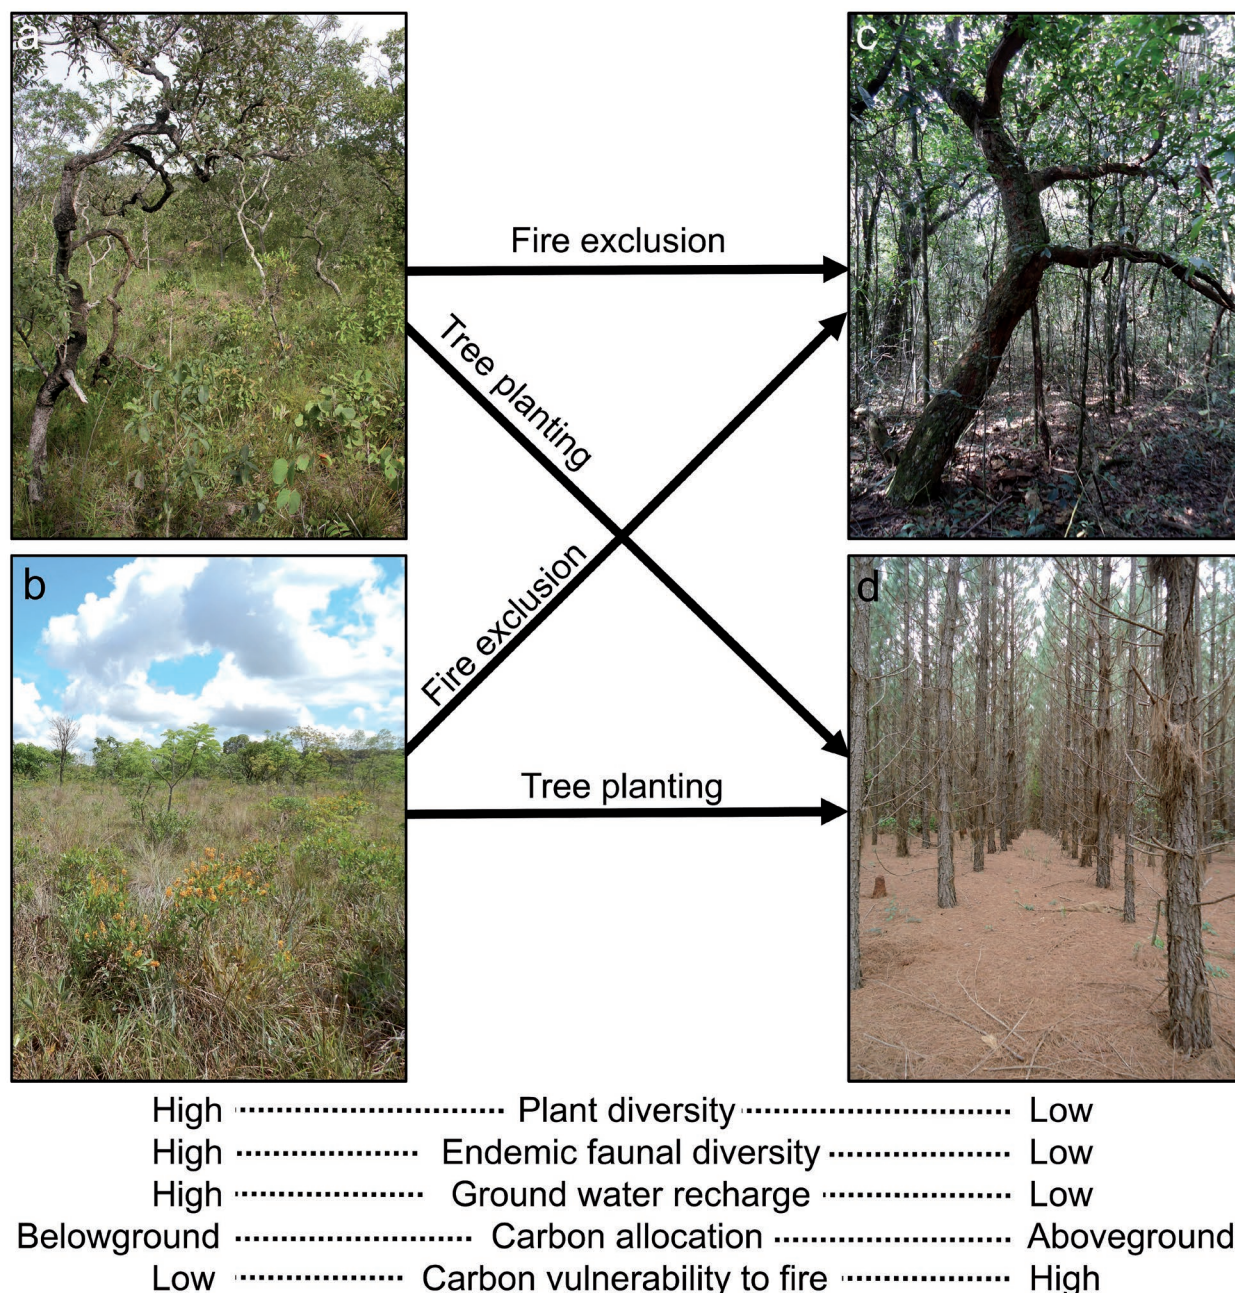 a
c
Fire exclusion
Tree planting
Fire exclusion
b
d
Tree planting
High Plant diversity Low
High Endemic faunal diversity Low
High Ground water recharge Low
Belowground Carbon allocation Aboveground
Low Carbon vulnerability to fire High